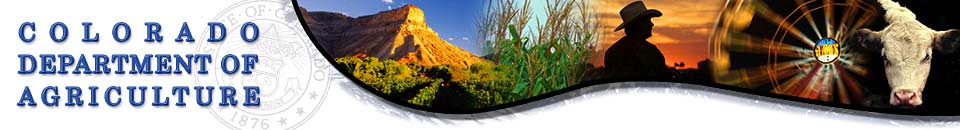 COLORADO
DEPARTMENT OF
AGRICULTURE
1876